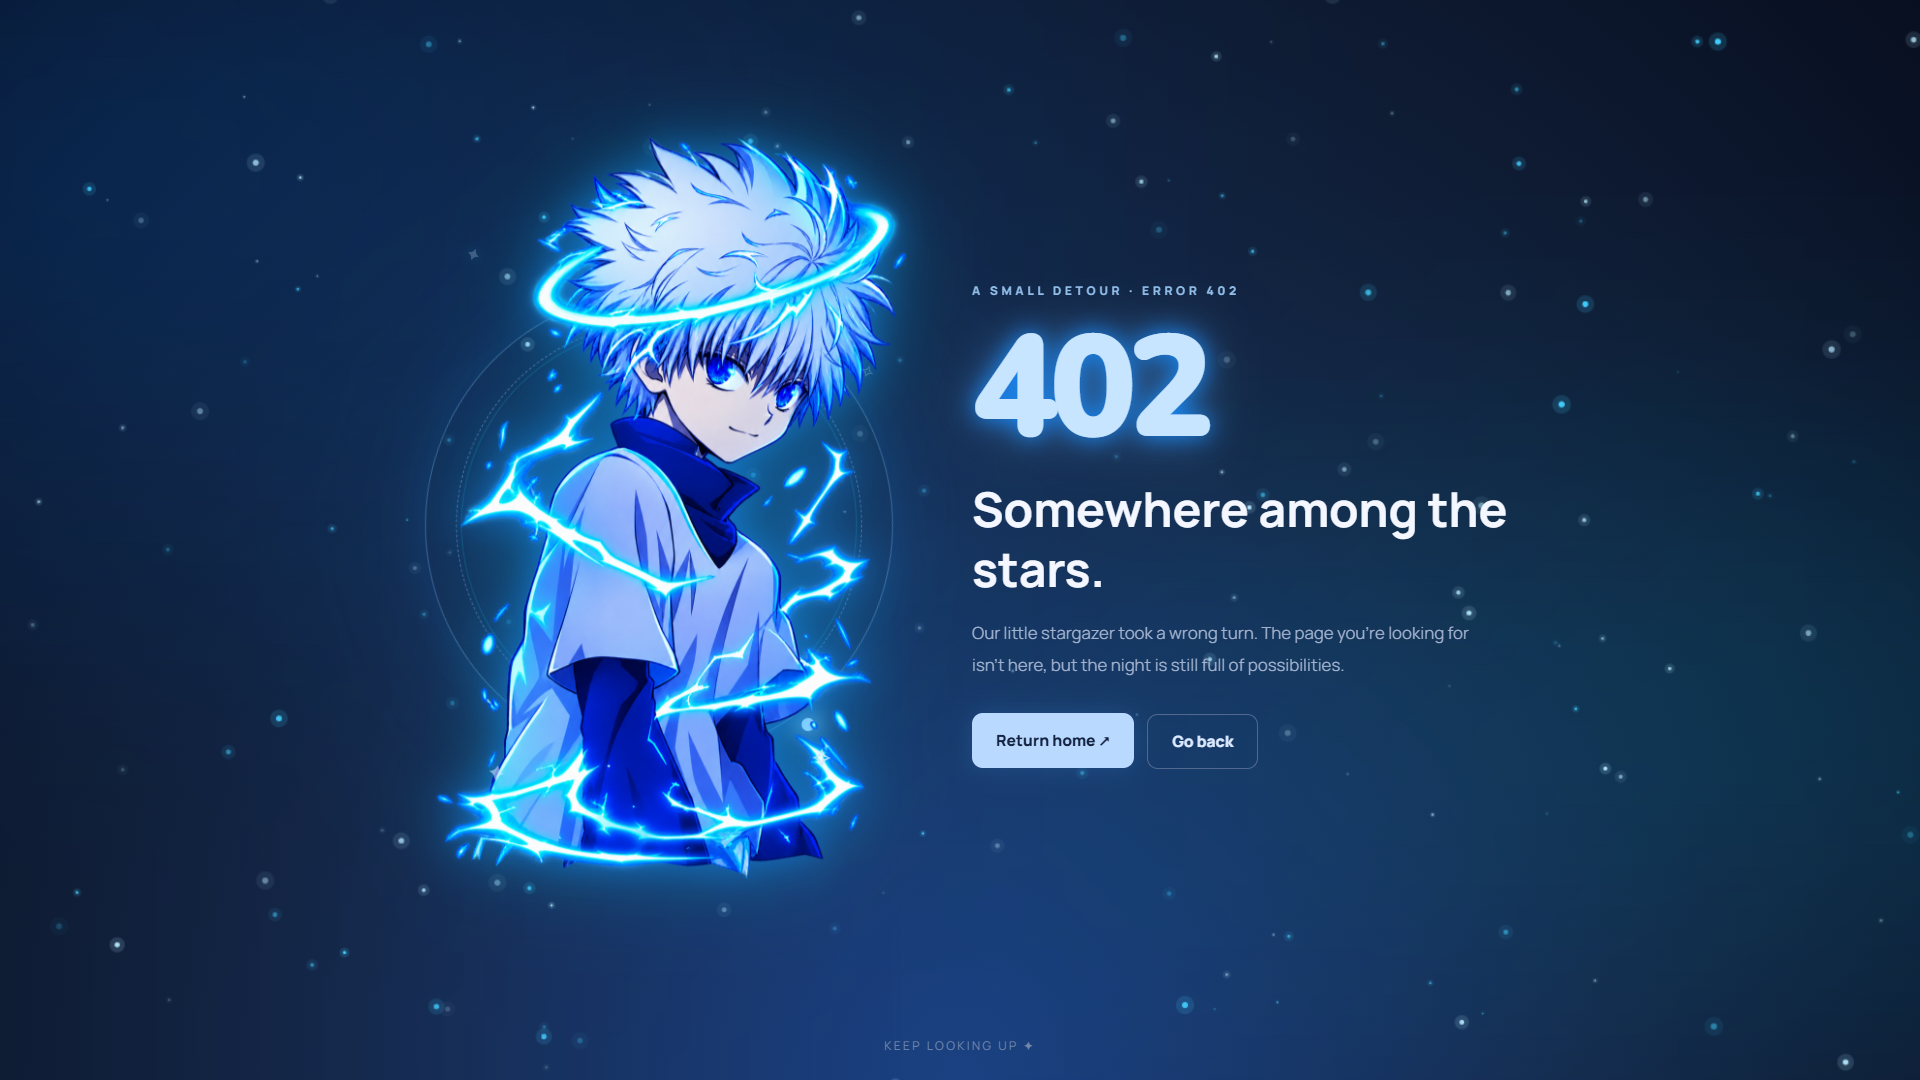 A SMALL DETOUR · ERROR 402
402
Somewhere among the
stars.
Our little stargazer took a wrong turn. The page you’re looking for
isn’t here, but the night is still full of possibilities.
Return home ↗
Go back
KEEP LOOKING UP ✦